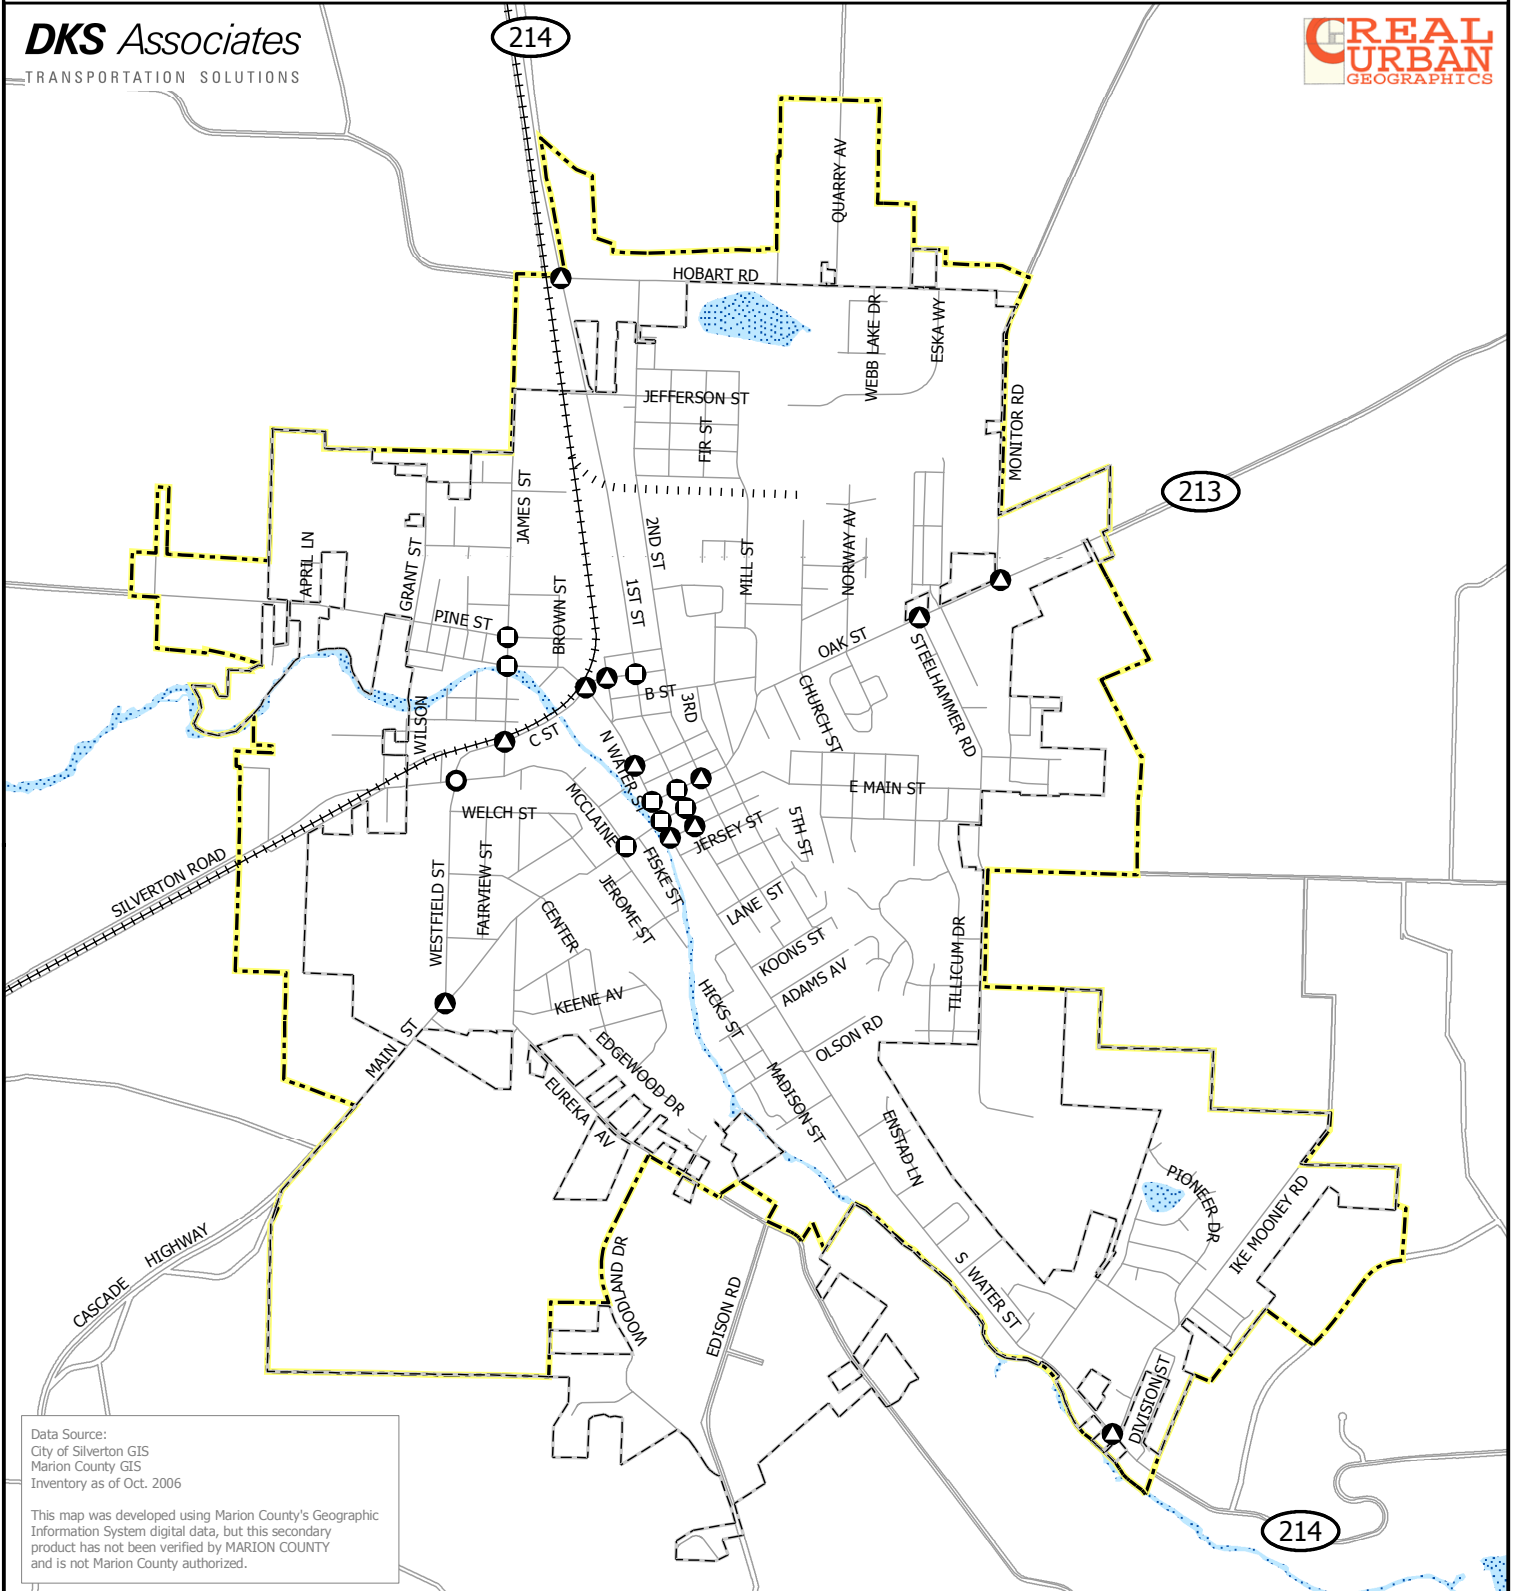 DKS Associates
TRANSPORTATION SOLUTIONS
214
CREAL
URBAN
GEOGRAPHICS
QUARRY AV
HOBART RD
WEBB LAKE DR
ESKA WY
JEFFERSON ST
FIR ST
MONITOR RD
213
JAMES ST
2ND ST
NORWAY AV
APRIL LN
GRANT ST
MILL ST
BROWN ST
1ST ST
PINE ST
OAK ST
STEELHAMMER RD
B ST
3RD
CHURCH ST
WILSON
C ST
N WATER ST
E MAIN ST
WELCH ST
MCCLAINE
JERSEY ST
5TH ST
SILVERTON ROAD
WESTFIELD ST
FAIRVIEW ST
FISKE ST
JEROME ST
LANE ST
CENTER
KOONS ST
TILLICUM DR
ADAMS AV
KEENE AV
HICKS ST
OLSON RD
MAIN ST
EDGEWOOD DR
EUREKA AV
MADISON ST
ENSTAD LN
PIONEER DR
IKE MOONEY RD
CASCADE HIGHWAY
WOODLAND DR
EDISON RD
S WATER ST
DIVISION ST
214
Data Source:
City of Silverton GIS
Marion County GIS
Inventory as of Oct. 2006
This map was developed using Marion County's Geographic
Information System digital data, but this secondary
product has not been verified by MARION COUNTY
and is not Marion County authorized.